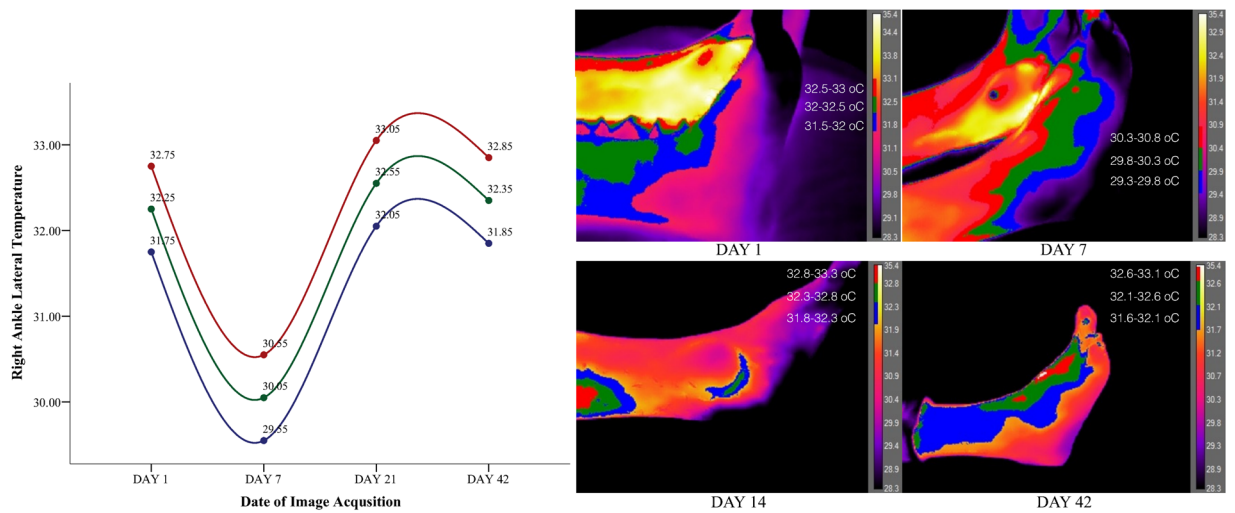 Right Ankle Lateral Temperature
33.00
32.00
31.00
30.00
32.75
32.25
31.75
30.55
30.05
29.55
33.05
32.55
32.05
32.85
32.35
31.85
DAY 1
DAY 7
DAY 21
DAY 42
Date of Image Acqusition
32.5-33 oC
32-32.5 oC
31.5-32 oC
35.4
34.4
33.8
33.1
32.5
31.8
31.1
30.5
29.8
29.1
28.3
DAY 1
30.3-30.8 oC
29.8-30.3 oC
29.3-29.8 oC
35.4
32.9
32.4
31.9
31.4
30.9
30.4
29.9
29.4
28.9
28.3
DAY 7
32.8-33.3 oC
32.3-32.8 oC
31.8-32.3 oC
35.4
32.8
32.3
31.9
31.3
30.9
30.3
29.9
29.4
28.9
28.3
DAY 14
32.6-33.1 oC
32.1-32.6 oC
31.6-32.1 oC
35.4
32.6
32.1
31.7
31.2
30.7
30.3
29.8
29.3
28.8
28.3
DAY 42